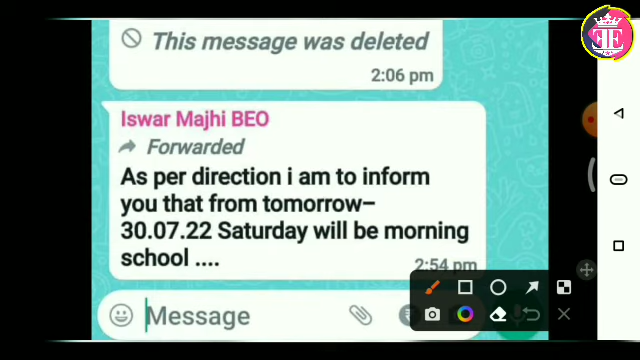 This message was deleted
2:06 pm
Iswar Majhi BEO
Forwarded
As per direction i am to inform
you that from tomorrow–
30.07.22 Saturday will be morning
school ....
2:54 pm
Message